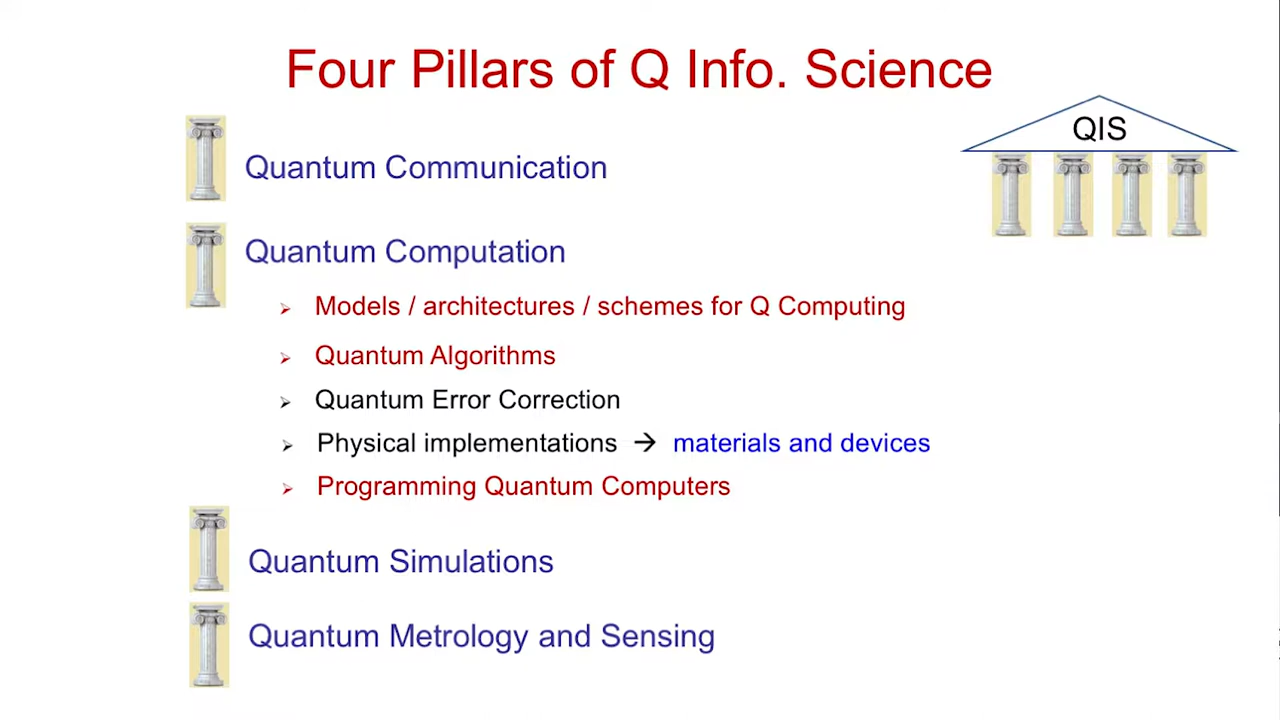 Four Pillars of Q Info. Science
QIS
Quantum Communication
Quantum Computation
Models / architectures / schemes for Q Computing
Quantum Algorithms
Quantum Error Correction
Physical implementations → materials and devices
Programming Quantum Computers
Quantum Simulations
Quantum Metrology and Sensing